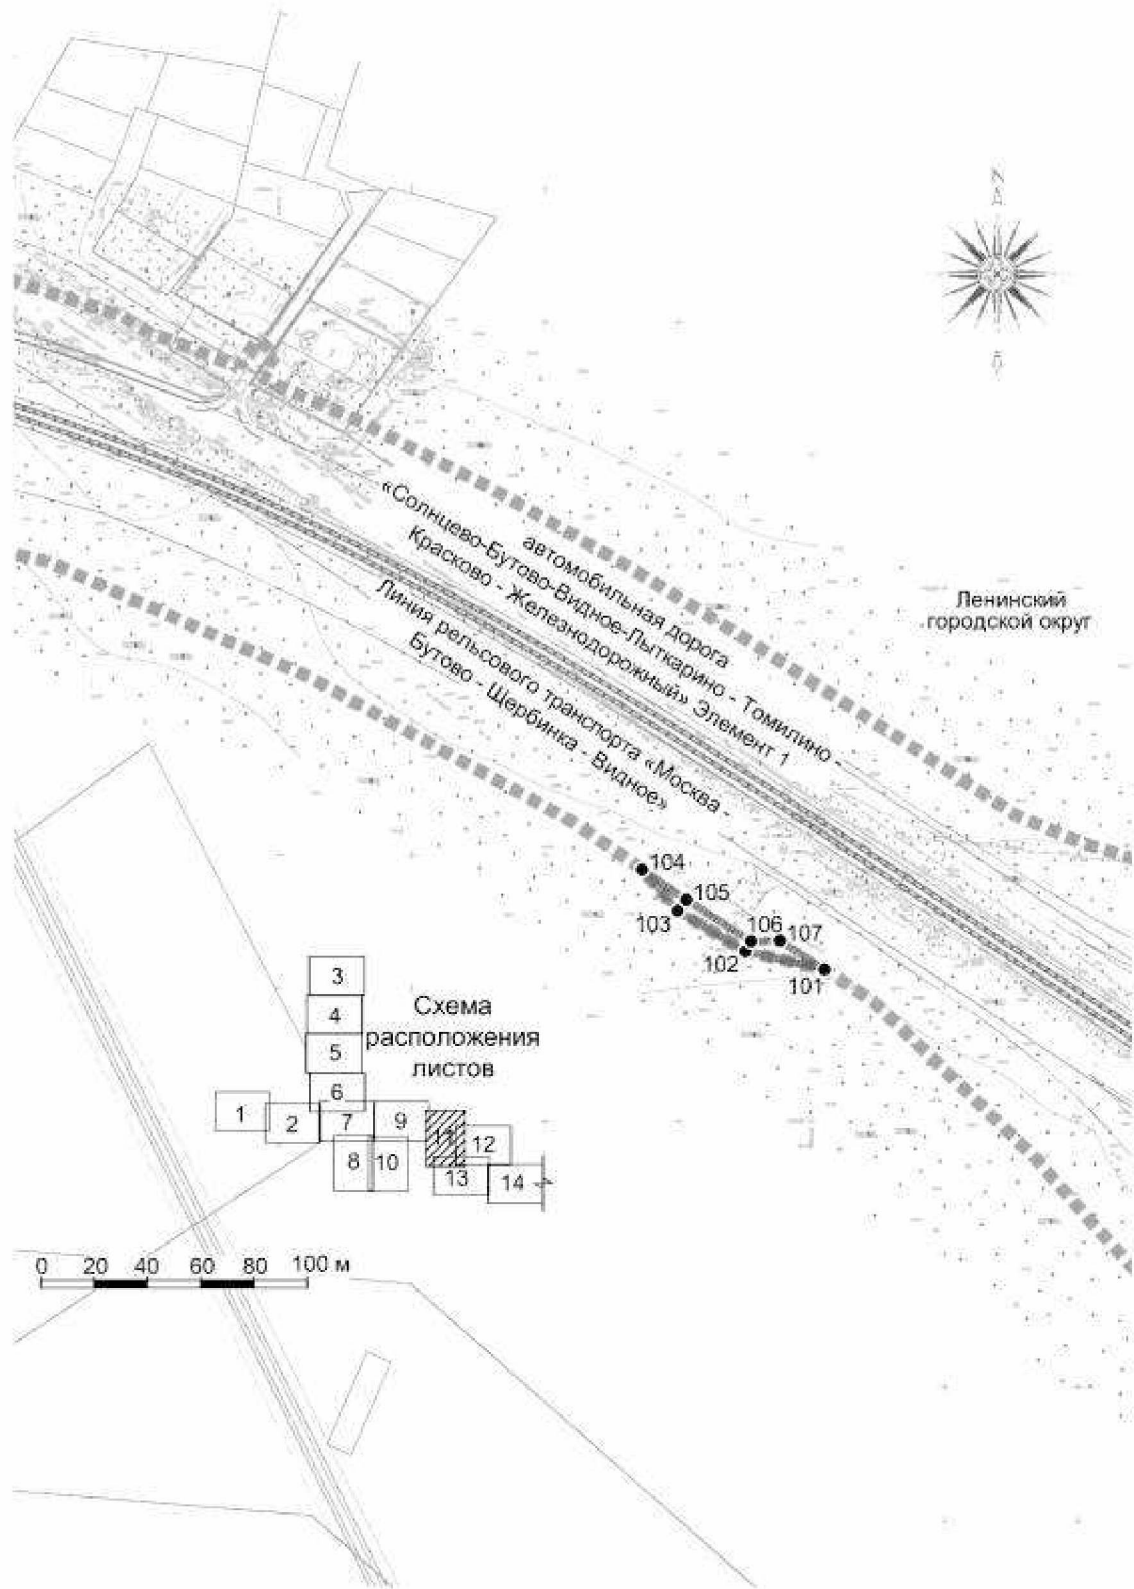 N
автомобильная дорога
«Солнцево-Бутово-Видное-Лыткарино - Томилино -
Красково - Железнодорожный» Элемент 1
Линия рельсового транспорта «Москва -
Бутово - Щербинка - Видное»
Ленинский
городской округ
104
105
103
106
107
102
101
Схема
расположения
листов
3
4
5
6
1
2
7
9
12
8
10
13
14
0 20 40 60 80 100 м